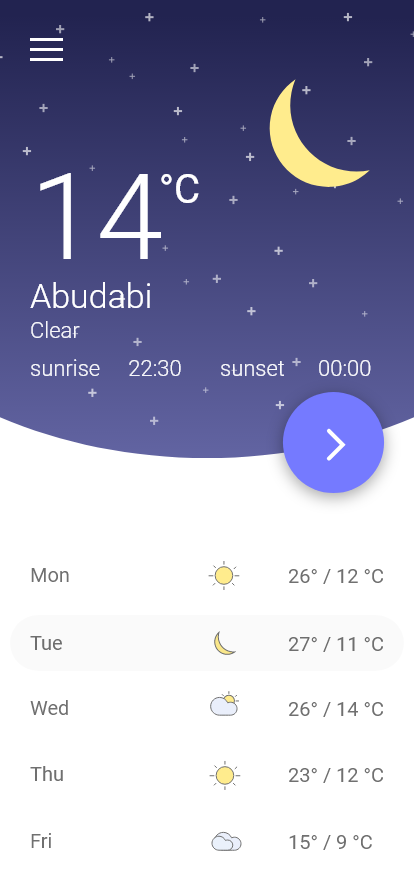 14°C
Abudabi
Clear
sunrise 22:30 sunset 00:00
Mon 26° / 12 °C
Tue 27° / 11 °C
Wed 26° / 14 °C
Thu 23° / 12 °C
Fri 15° / 9 °C